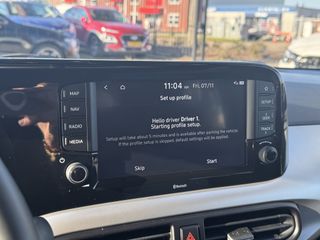 11:04 AM Fri. 07/11
Set up profile
MAP
NAV
RADIO
MEDIA
SETUP
SEEK
TRACK
Hello driver Driver 1.
Starting profile setup.
Setup will take about 5 minutes and is available after parking the vehicle.
If the profile setup is skipped, default settings will be applied.
Skip
Start
Bluetooth